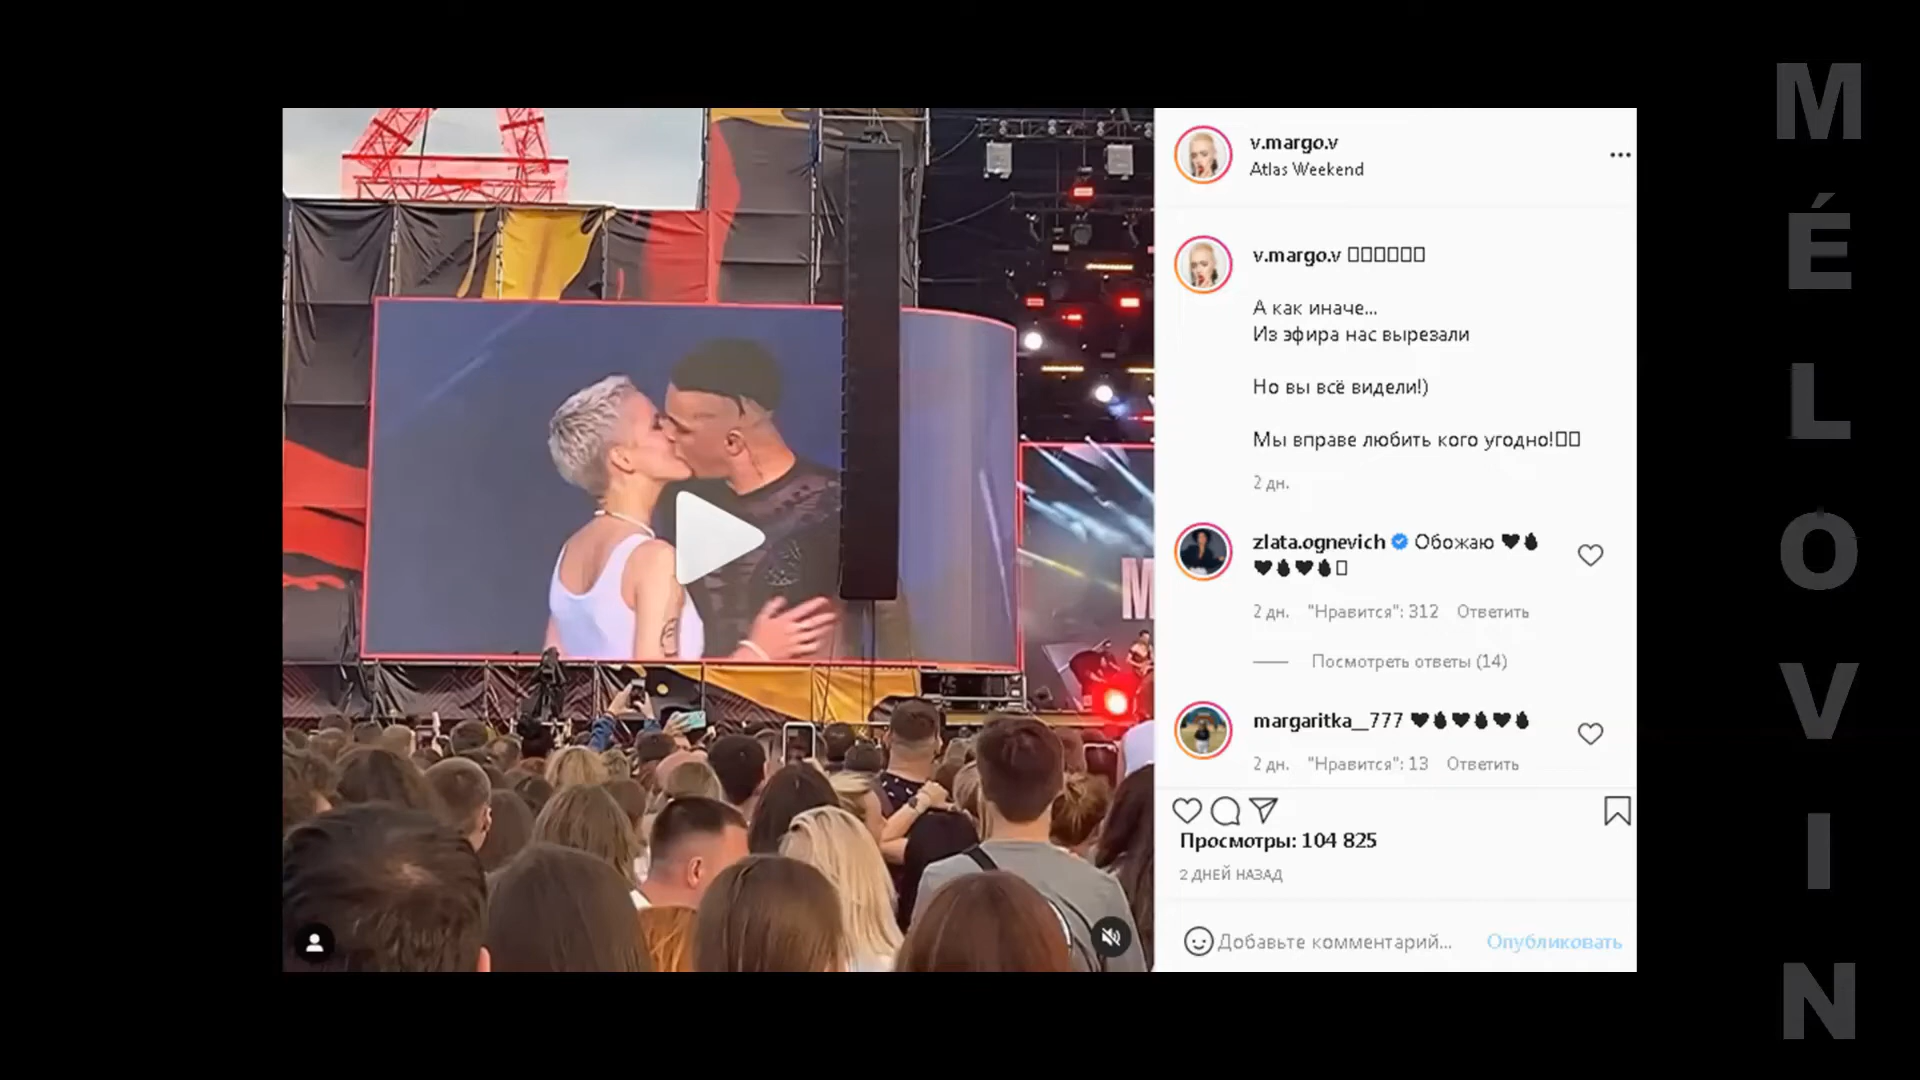 v.margo.v
Atlas Weekend
v.margo.v
А как иначе...
Из эфира нас вырезали
Но вы всё видели!)
Мы вправе любить кого угодно!
2 дн.
zlata.ognevich Обожаю
2 дн. "Нравится": 312 Ответить
Посмотреть ответы (14)
margaritka__777
2 дн. "Нравится": 13 Ответить
Просмотры: 104 825
2 ДНЕЙ НАЗАД
Добавьте комментарий... Опубликовать
M
É
L
O
V
I
N
M